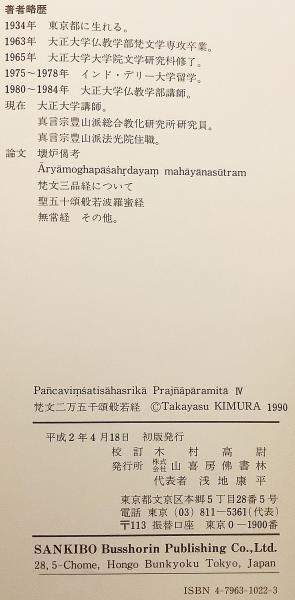 著者略歴
1934年 東京都に生れる。
1963年 大正大学仏教学部梵文学専攻卒業。
1965年 大正大学大学院文学研究科修了。
1975〜1978年 インド・デリー大学留学。
1980〜1984年 大正大学仏教学部講師。
現在 大正大学講師。
真言宗豊山派総合教化研究所研究員。
真言宗豊山派法光院住職。
論文 壊炉偈考
Āryāmoghapāśahṛdayaṃ mahāyānasūtram
梵文三品経について
聖五十頌般若波羅蜜経
無常経 その他。
Pañcaviṃśatisāhasrikā Prajñāpāramitā Ⅳ
梵文二万五千頌般若経 ©Takayasu KIMURA 1990
平成2年4月18日 初版発行
校訂 木村高尉
発行所 株式会社 山喜房佛書林
代表者 浅地康平
東京都文京区本郷5丁目28番5号
電話 東京(03)811-5361(代表)
〒113 振替口座 東京0-1900番
SANKIBO Busshorin Publishing Co.,Ltd.
28, 5-Chome, Hongo Bunkyoku Tokyo, Japan
ISBN 4-7963-1022-3